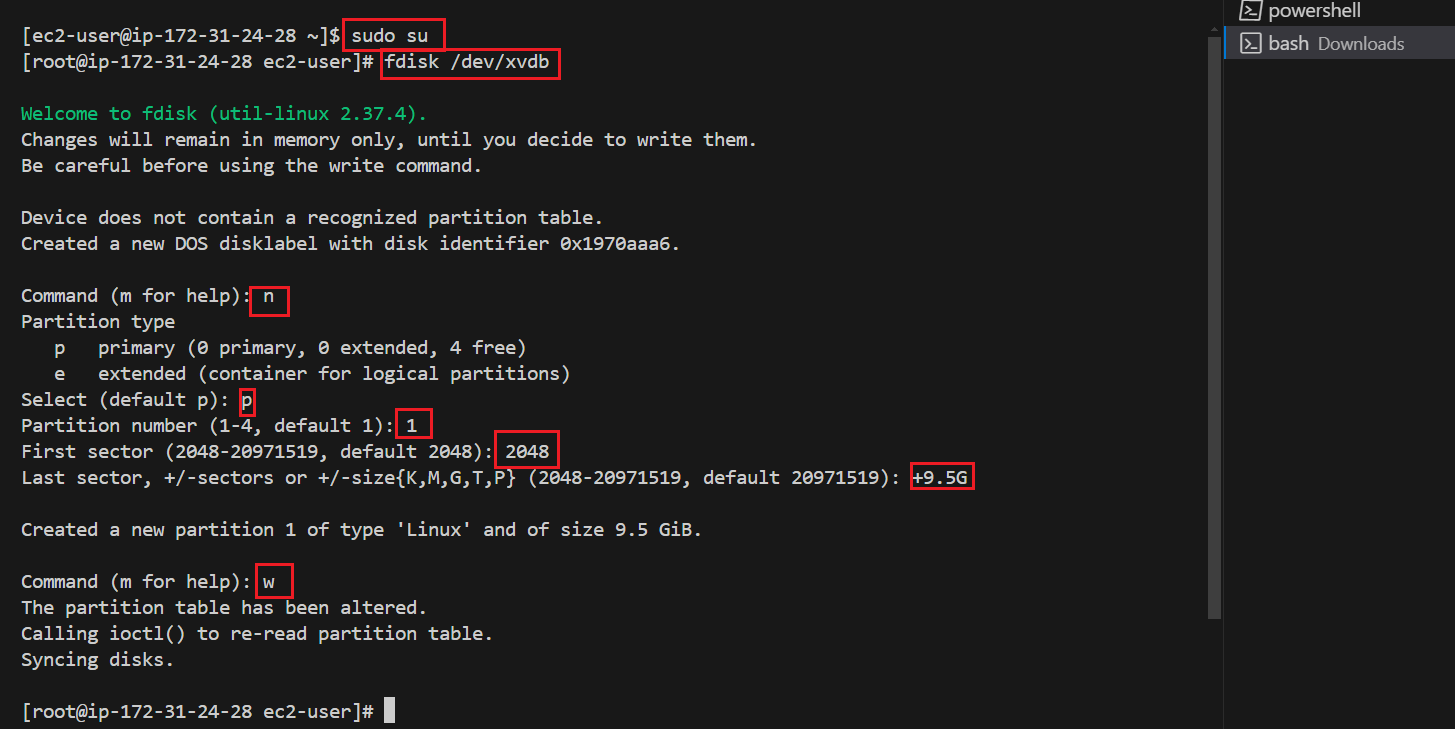 [ec2-user@ip-172-31-24-28 ~]$ sudo su
[root@ip-172-31-24-28 ec2-user]# fdisk /dev/xvdb
Welcome to fdisk (util-linux 2.37.4).
Changes will remain in memory only, until you decide to write them.
Be careful before using the write command.
Device does not contain a recognized partition table.
Created a new DOS disklabel with disk identifier 0x1970aaa6.
Command (m for help): n
Partition type
   p   primary (0 primary, 0 extended, 4 free)
   e   extended (container for logical partitions)
Select (default p): p
Partition number (1-4, default 1): 1
First sector (2048-20971519, default 2048): 2048
Last sector, +/-sectors or +/-size{K,M,G,T,P} (2048-20971519, default 20971519): +9.5G
Created a new partition 1 of type 'Linux' and of size 9.5 GiB.
Command (m for help): w
The partition table has been altered.
Calling ioctl() to re-read partition table.
Syncing disks.
[root@ip-172-31-24-28 ec2-user]#
powershell
bash Downloads